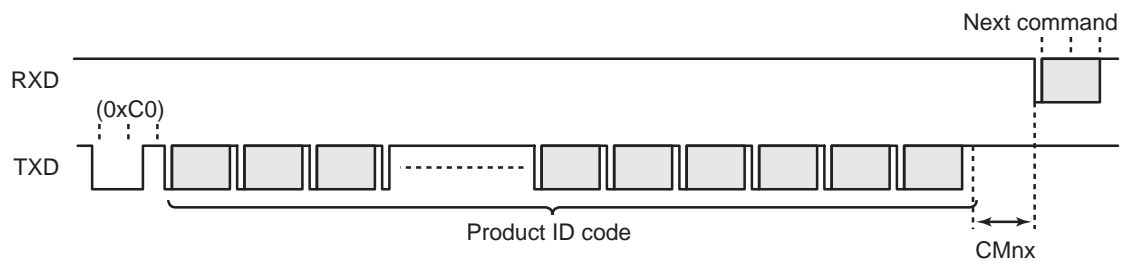 Next command
RXD
(0xC0)
TXD
Product ID code
CMnx